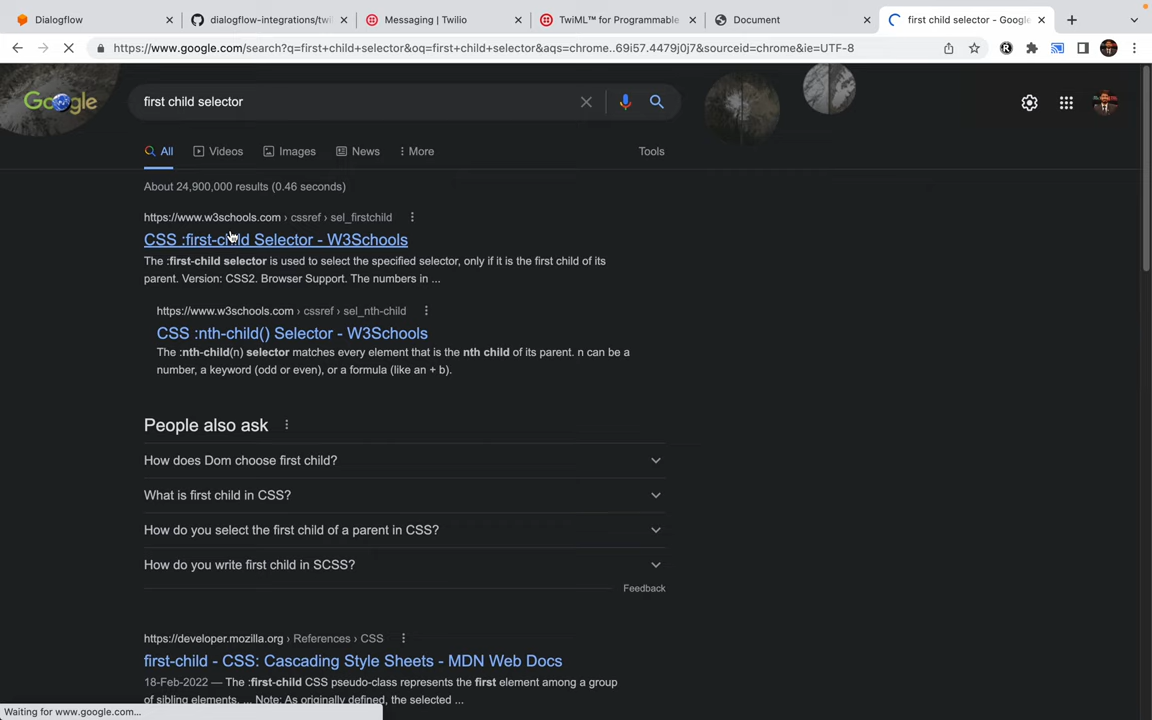 Dialogflow
dialogflow-integrations/twi
Messaging | Twilio
TwiML™ for Programmable
Document
first child selector - Google
https://www.google.com/search?q=first+child+selector&oq=first+child+selector&aqs=chrome..69i57.4479j0j7&sourceid=chrome&ie=UTF-8
Google
first child selector
All
Videos
Images
News
More
Tools
About 24,900,000 results (0.46 seconds)
https://www.w3schools.com › cssref › sel_firstchild
CSS :first-child Selector - W3Schools
The :first-child selector is used to select the specified selector, only if it is the first child of its
parent. Version: CSS2. Browser Support. The numbers in ...
https://www.w3schools.com › cssref › sel_nth-child
CSS :nth-child() Selector - W3Schools
The :nth-child(n) selector matches every element that is the nth child of its parent. n can be a
number, a keyword (odd or even), or a formula (like an + b).
People also ask
How does Dom choose first child?
What is first child in CSS?
How do you select the first child of a parent in CSS?
How do you write first child in SCSS?
Feedback
https://developer.mozilla.org › References › CSS
first-child - CSS: Cascading Style Sheets - MDN Web Docs
18-Feb-2022 — The :first-child CSS pseudo-class represents the first element among a group
of sibling elements. ... Note: As originally defined, the selected ...
Waiting for www.google.com...